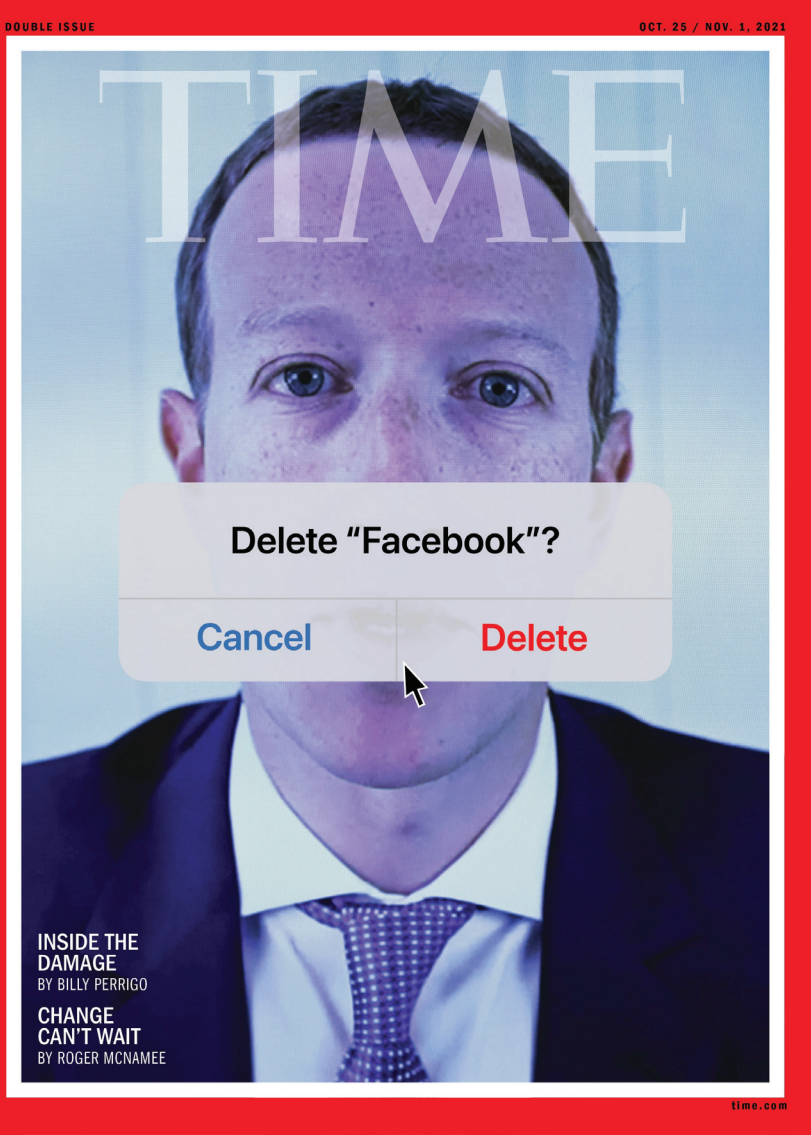 DOUBLE ISSUE
OCT. 25 / NOV. 1, 2021
TIME
Delete “Facebook”?
Cancel
Delete
INSIDE THE
DAMAGE
BY BILLY PERRIGO
CHANGE
CAN’T WAIT
BY ROGER MCNAMEE
time.com